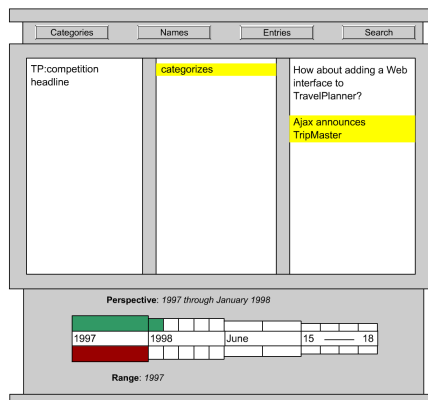 Categories Names Entries Search
TP:competition
headline
categorizes
How about adding a Web
interface to
TravelPlanner?
Ajax announces
TripMaster
Perspective: 1997 through January 1998
1997 1998 June 15 18
Range: 1997